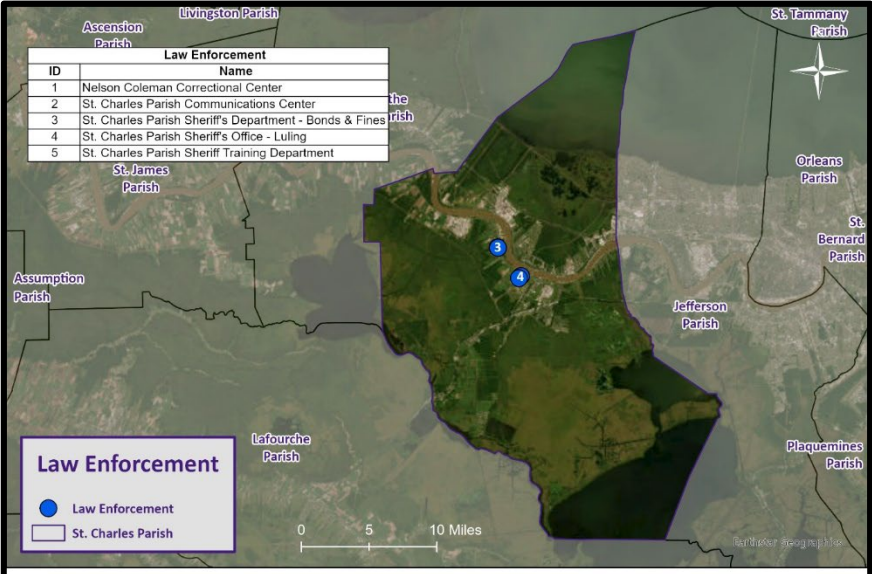 Livingston Parish
St. Tammany
Parish
Ascension
Parish
Law Enforcement
ID Name
1 Nelson Coleman Correctional Center
2 St. Charles Parish Communications Center
3 St. Charles Parish Sheriff's Department - Bonds & Fines
4 St. Charles Parish Sheriff's Office - Luling
5 St. Charles Parish Sheriff Training Department
the
rish
St. James
Parish
Orleans
Parish
St.
Bernard
Parish
3
4
Assumption
Parish
Jefferson
Parish
Lafourche
Parish
Plaquemines
Parish
Law Enforcement
Law Enforcement
St. Charles Parish
0 5 10 Miles
Earthstar Geographics